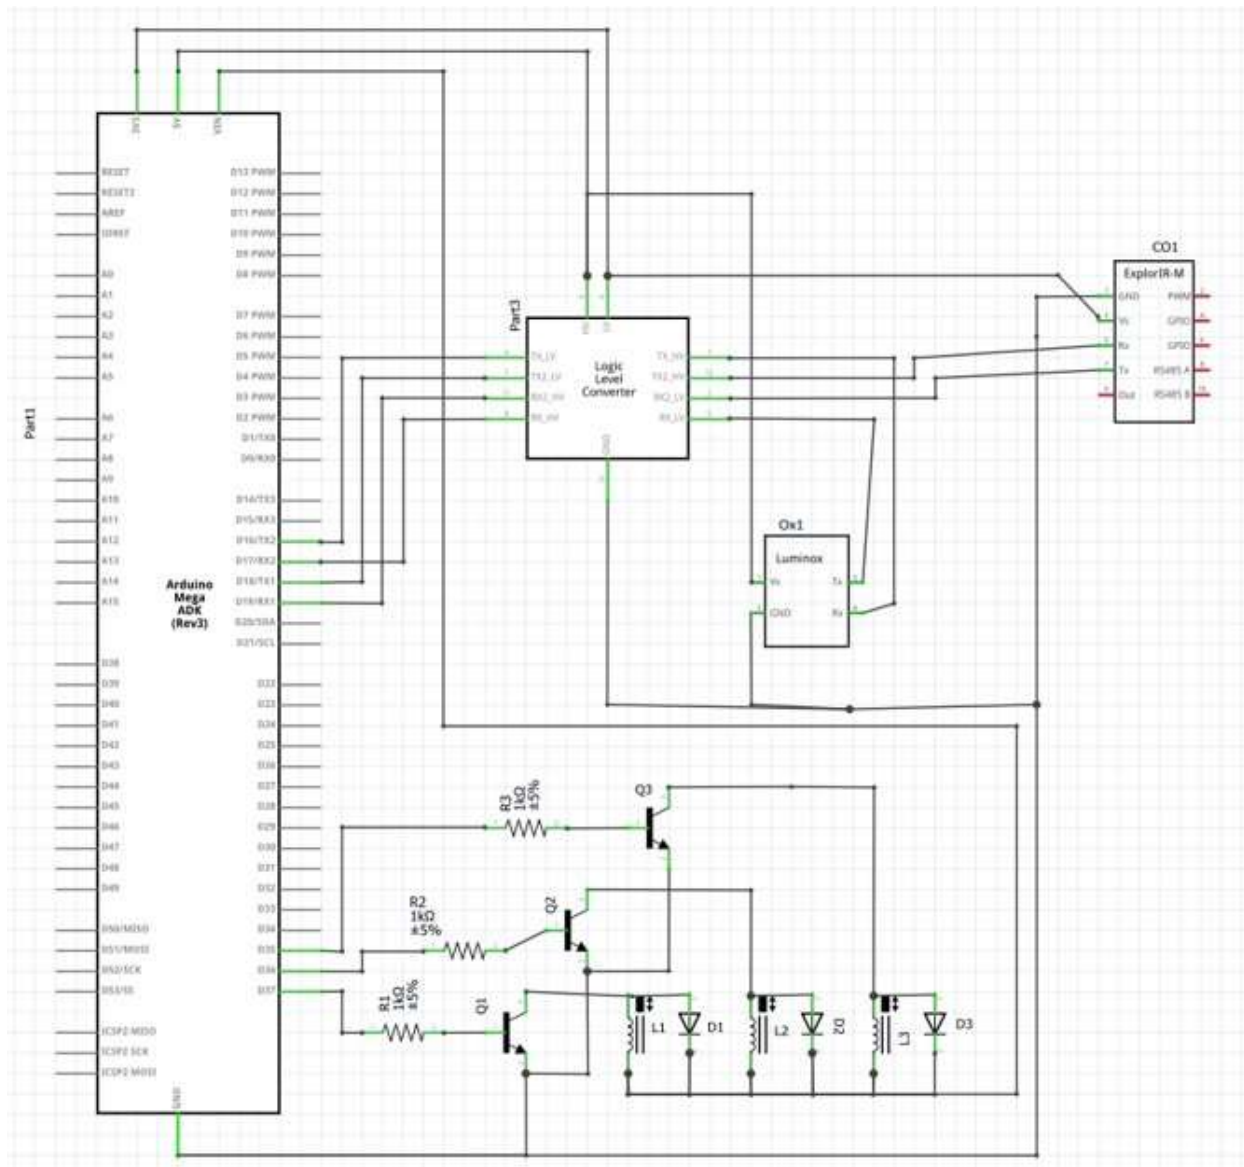 3V3
5V
VIN
RESET
RESET2
AREF
IOREF
A0
A1
A2
A3
A4
A5
A6
A7
A8
A9
A10
A11
A12
A13
A14
A15
D38
D39
D40
D41
D42
D43
D44
D45
D46
D47
D48
D49
D50/MISO
D51/MOSI
D52/SCK
D53/SS
ICSP2 MISO
ICSP2 SCK
ICSP2 MOSI
GND
Part1
Arduino
Mega
ADK
(Rev3)
D13 PWM
D12 PWM
D11 PWM
D10 PWM
D9 PWM
D8 PWM
D7 PWM
D6 PWM
D5 PWM
D4 PWM
D3 PWM
D2 PWM
D1/TX0
D0/RX0
D14/TX3
D15/RX3
D16/TX2
D17/RX2
D18/TX1
D19/RX1
D20/SDA
D21/SCL
D22
D23
D24
D25
D26
D27
D28
D29
D30
D31
D32
D33
D34
D35
D36
D37
Part3
Logic
Level
Converter
TX_LV
TX2_LV
RX2_HV
RX_HV
TX_HV
TX2_HV
RX2_LV
RX_LV
GND
CO1
ExplorIR-M
GND
Vs
Rx
Tx
Out
PWM
GPIO
GPIO
RS485 A
RS485 B
Ox1
Luminox
Vs
GND
Tx
Rx
R3
1kΩ
±5%
Q3
R2
1kΩ
±5%
Q2
R1
1kΩ
±5%
Q1
L1
D1
L2
D2
L3
D3